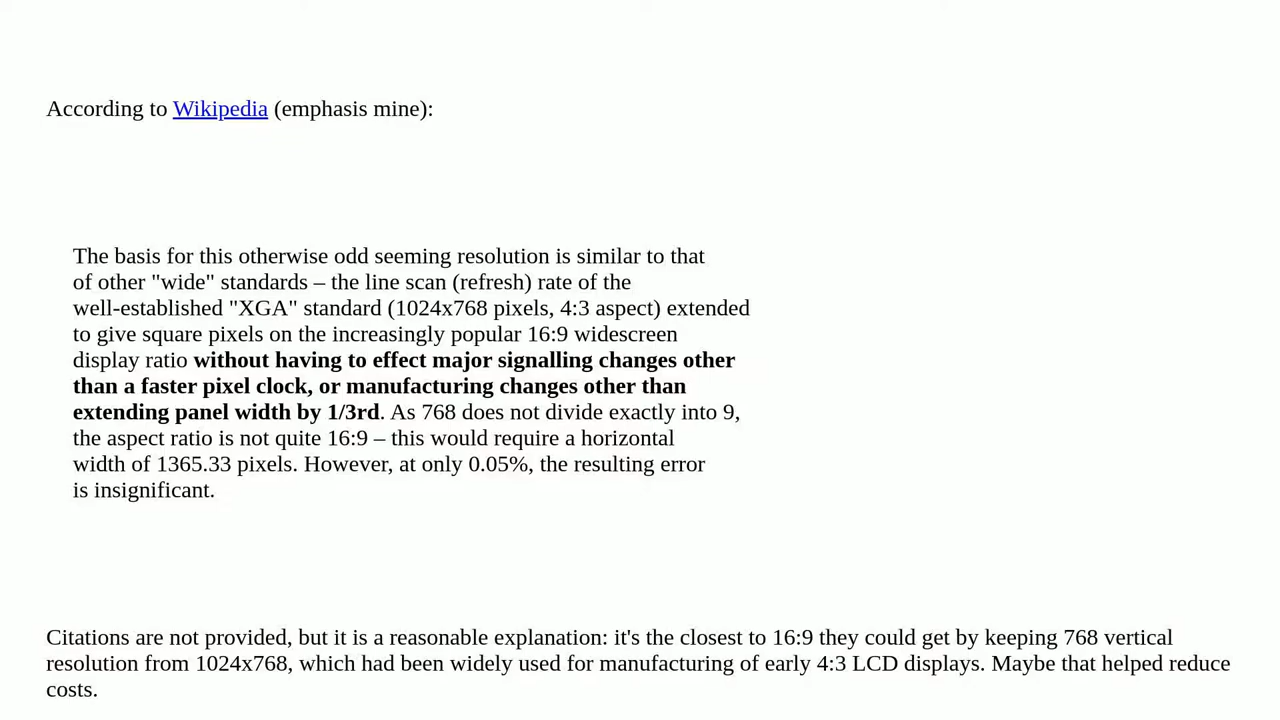 According to Wikipedia (emphasis mine):
The basis for this otherwise odd seeming resolution is similar to that
of other "wide" standards – the line scan (refresh) rate of the
well-established "XGA" standard (1024x768 pixels, 4:3 aspect) extended
to give square pixels on the increasingly popular 16:9 widescreen
display ratio without having to effect major signalling changes other
than a faster pixel clock, or manufacturing changes other than
extending panel width by 1/3rd. As 768 does not divide exactly into 9,
the aspect ratio is not quite 16:9 – this would require a horizontal
width of 1365.33 pixels. However, at only 0.05%, the resulting error
is insignificant.
Citations are not provided, but it is a reasonable explanation: it's the closest to 16:9 they could get by keeping 768 vertical
resolution from 1024x768, which had been widely used for manufacturing of early 4:3 LCD displays. Maybe that helped reduce
costs.